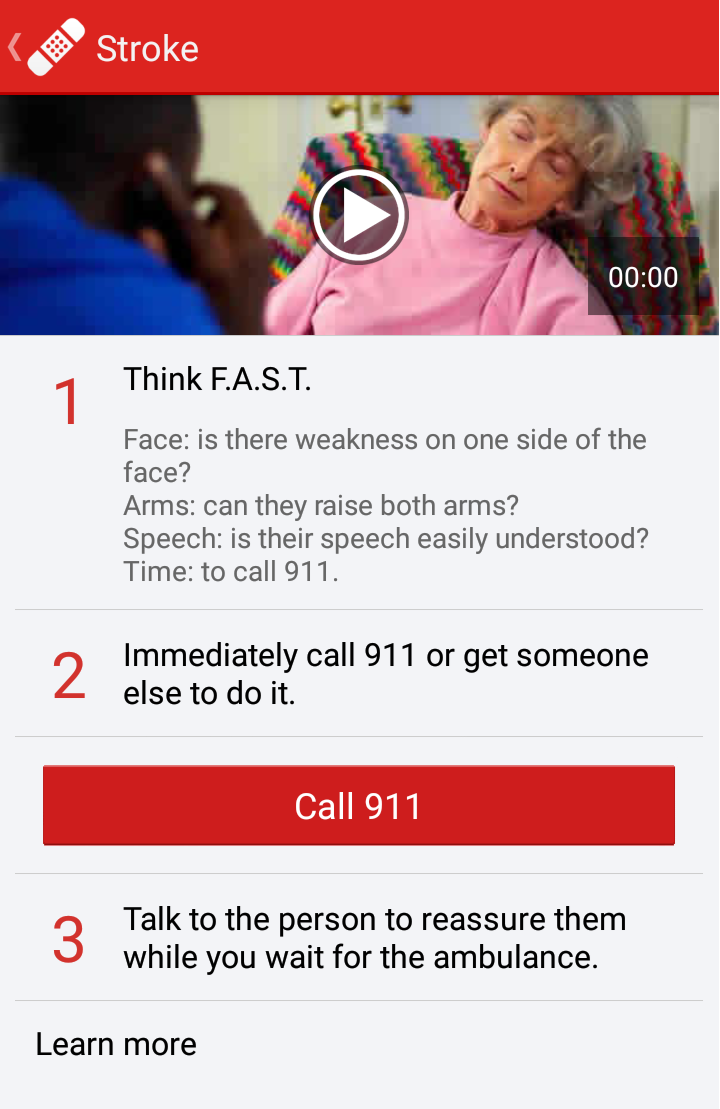 Stroke
00:00
1
Think F.A.S.T.
Face: is there weakness on one side of the
face?
Arms: can they raise both arms?
Speech: is their speech easily understood?
Time: to call 911.
2
Immediately call 911 or get someone
else to do it.
Call 911
3
Talk to the person to reassure them
while you wait for the ambulance.
Learn more